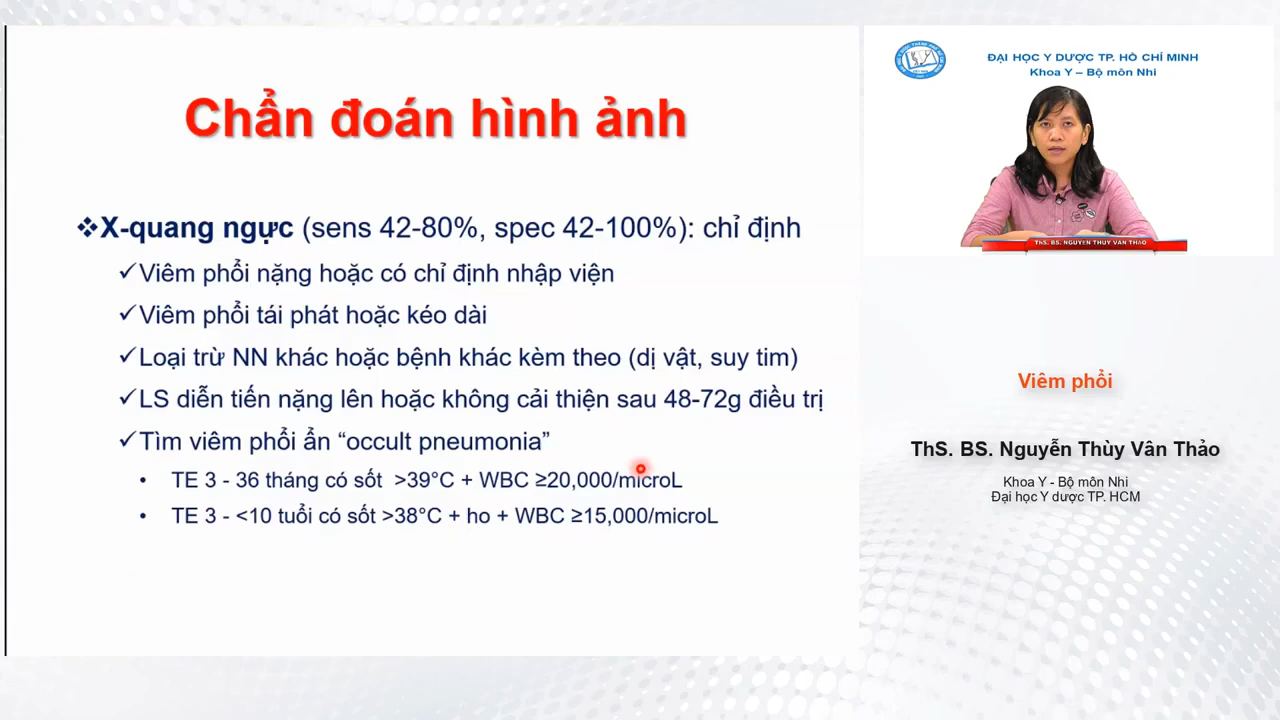 Chẩn đoán hình ảnh
❖X-quang ngực (sens 42-80%, spec 42-100%): chỉ định
✓Viêm phổi nặng hoặc có chỉ định nhập viện
✓Viêm phổi tái phát hoặc kéo dài
✓Loại trừ NN khác hoặc bệnh khác kèm theo (dị vật, suy tim)
✓LS diễn tiến nặng lên hoặc không cải thiện sau 48-72g điều trị
✓Tìm viêm phổi ẩn “occult pneumonia”
• TE 3 - 36 tháng có sốt >39°C + WBC ≥20,000/microL
• TE 3 - <10 tuổi có sốt >38°C + ho + WBC ≥15,000/microL
ĐẠI HỌC Y DƯỢC TP. HỒ CHÍ MINH
Khoa Y – Bộ môn Nhi
ThS. BS. NGUYỄN THÙY VÂN THẢO
Viêm phổi
ThS. BS. Nguyễn Thùy Vân Thảo
Khoa Y - Bộ môn Nhi
Đại học Y dược TP. HCM